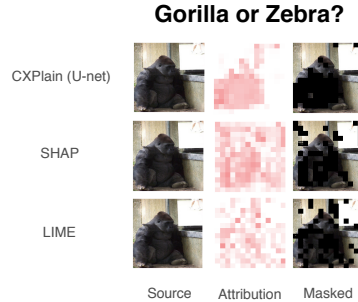 Gorilla or Zebra?
CXPlain (U-net)
SHAP
LIME
Source Attribution Masked